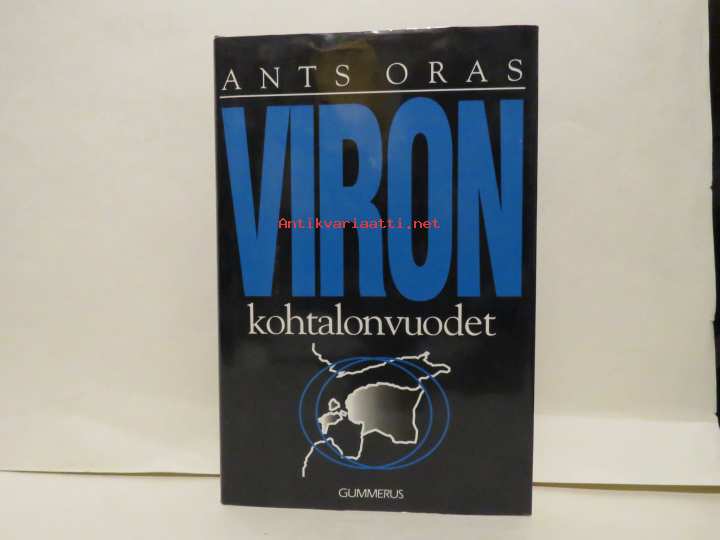 ANTS ORAS
VIRON
Antikvariaatti.net
kohtalonvuodet
GUMMERUS